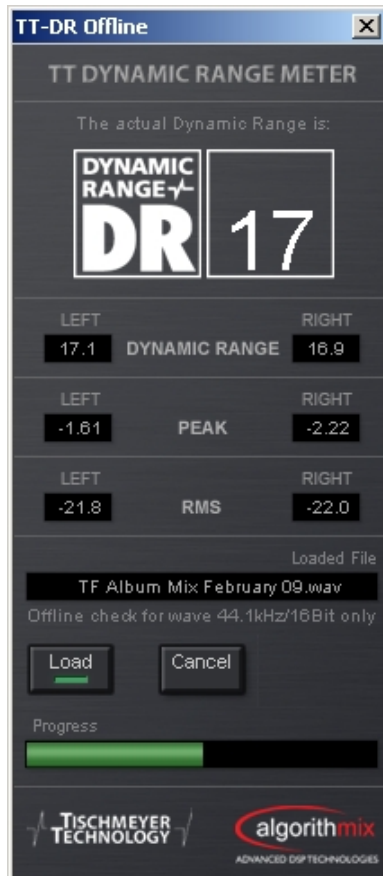 TT-DR Offline
TT DYNAMIC RANGE METER
The actual Dynamic Range is:
DYNAMIC
RANGE
DR
17
LEFT RIGHT
17.1 DYNAMIC RANGE 16.9
LEFT RIGHT
-1.61 PEAK -2.22
LEFT RIGHT
-21.8 RMS -22.0
Loaded File
TF Album Mix February 09.wav
Offline check for wave 44.1kHz/16Bit only
Load Cancel
Progress
TISCHMEYER
TECHNOLOGY
algorithmix
ADVANCED DSP TECHNOLOGIES